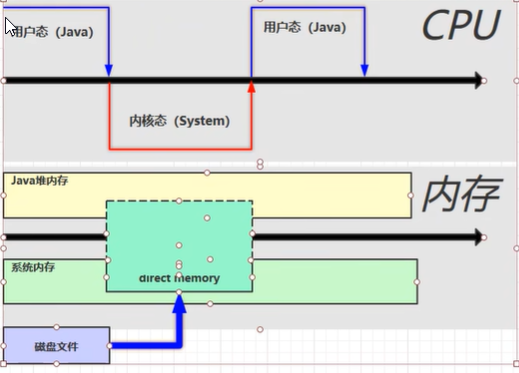 用户态（Java）
用户态（Java）
CPU
内核态（System）
Java堆内存
内存
direct memory
系统内存
磁盘文件